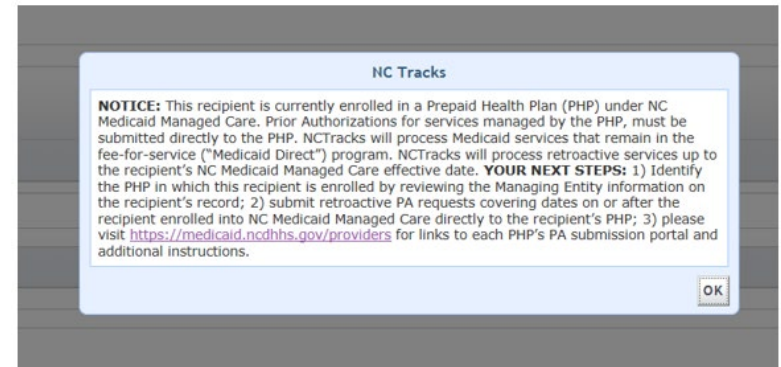 NC Tracks
NOTICE: This recipient is currently enrolled in a Prepaid Health Plan (PHP) under NC
Medicaid Managed Care. Prior Authorizations for services managed by the PHP, must be
submitted directly to the PHP. NCTracks will process Medicaid services that remain in the
fee-for-service ("Medicaid Direct") program. NCTracks will process retroactive services up to
the recipient's NC Medicaid Managed Care effective date. YOUR NEXT STEPS: 1) Identify
the PHP in which this recipient is enrolled by reviewing the Managing Entity information on
the recipient's record; 2) submit retroactive PA requests covering dates on or after the
recipient enrolled into NC Medicaid Managed Care directly to the recipient's PHP; 3) please
visit https://medicaid.ncdhhs.gov/providers for links to each PHP's PA submission portal and
additional instructions.
OK